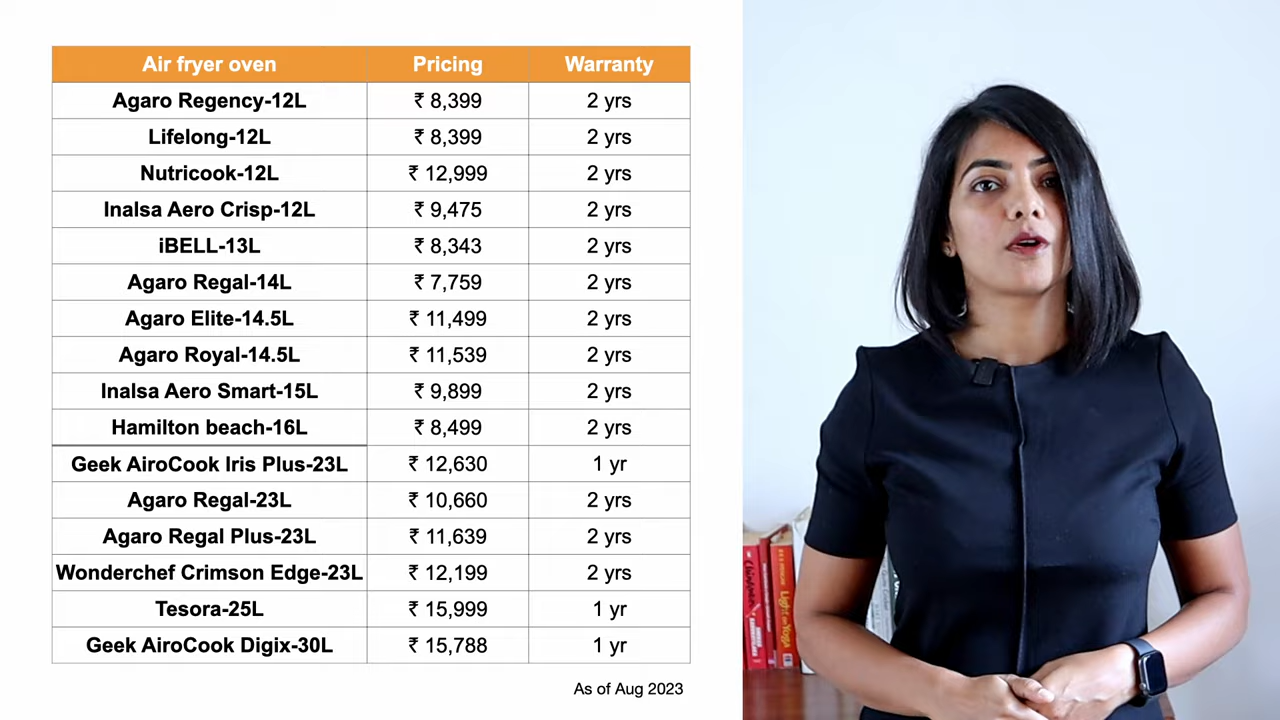 Air fryer oven Pricing Warranty
Agaro Regency-12L ₹ 8,399 2 yrs
Lifelong-12L ₹ 8,399 2 yrs
Nutricook-12L ₹ 12,999 2 yrs
Inalsa Aero Crisp-12L ₹ 9,475 2 yrs
iBELL-13L ₹ 8,343 2 yrs
Agaro Regal-14L ₹ 7,759 2 yrs
Agaro Elite-14.5L ₹ 11,499 2 yrs
Agaro Royal-14.5L ₹ 11,539 2 yrs
Inalsa Aero Smart-15L ₹ 9,899 2 yrs
Hamilton beach-16L ₹ 8,499 2 yrs
Geek AiroCook Iris Plus-23L ₹ 12,630 1 yr
Agaro Regal-23L ₹ 10,660 2 yrs
Agaro Regal Plus-23L ₹ 11,639 2 yrs
Wonderchef Crimson Edge-23L ₹ 12,199 2 yrs
Tesora-25L ₹ 15,999 1 yr
Geek AiroCook Digix-30L ₹ 15,788 1 yr
As of Aug 2023
Light on Yoga